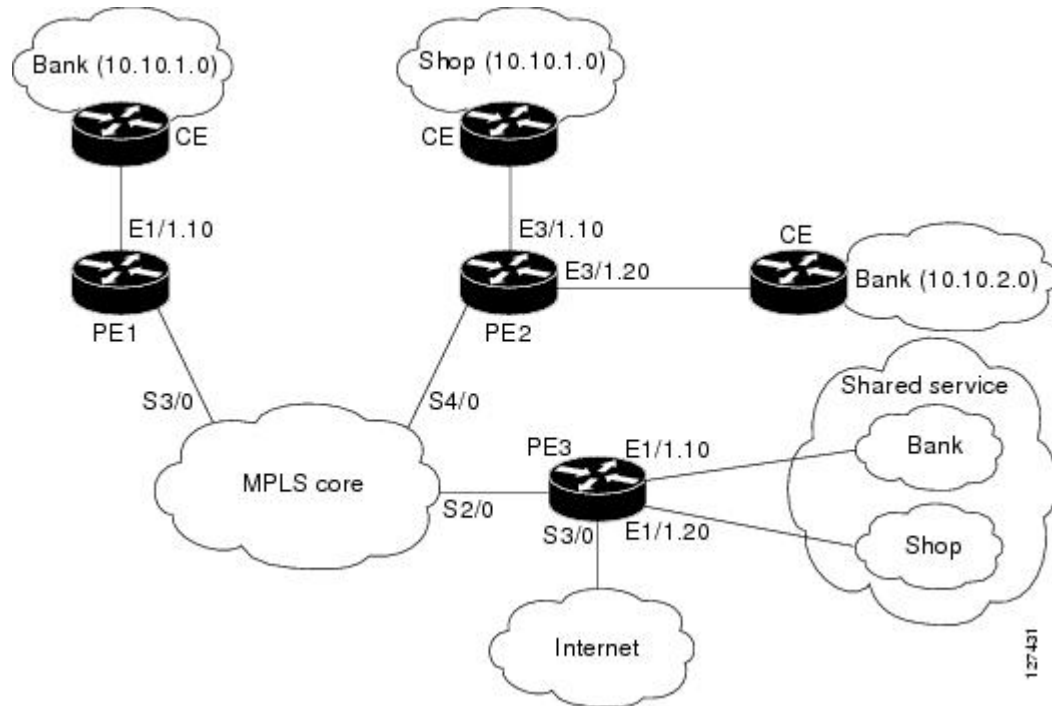 Bank (10.10.1.0)
Shop (10.10.1.0)
CE
CE
E1/1.10
E3/1.10
CE
E3/1.20
Bank (10.10.2.0)
PE1
PE2
Shared service
S3/0
S4/0
Bank
PE3
E1/1.10
MPLS core
S2/0
S3/0
E1/1.20
Shop
Internet
127431